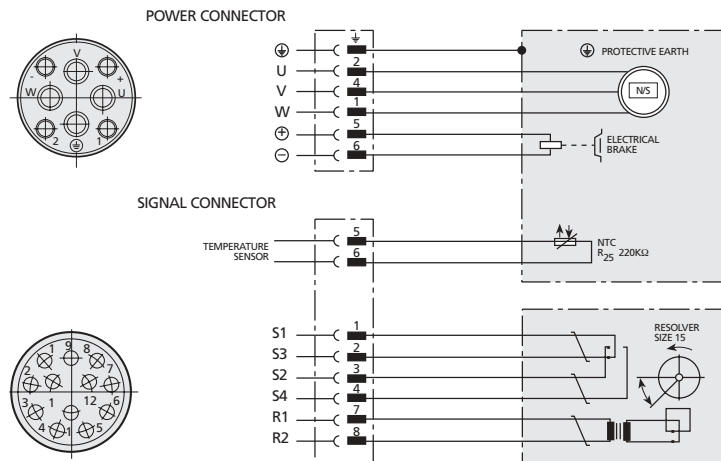 POWER CONNECTOR
V
- +
W U
2 1
U 2
V 4
W 1
+ 5
- 6
PROTECTIVE EARTH
N/S
ELECTRICAL
BRAKE
SIGNAL CONNECTOR
TEMPERATURE
SENSOR
5
6
NTC
R25 220KΩ
1 9 8
2 7
3 1 12 6
4 1 5
S1 1
S3 2
S2 3
S4 4
R1 7
R2 8
RESOLVER
SIZE 15